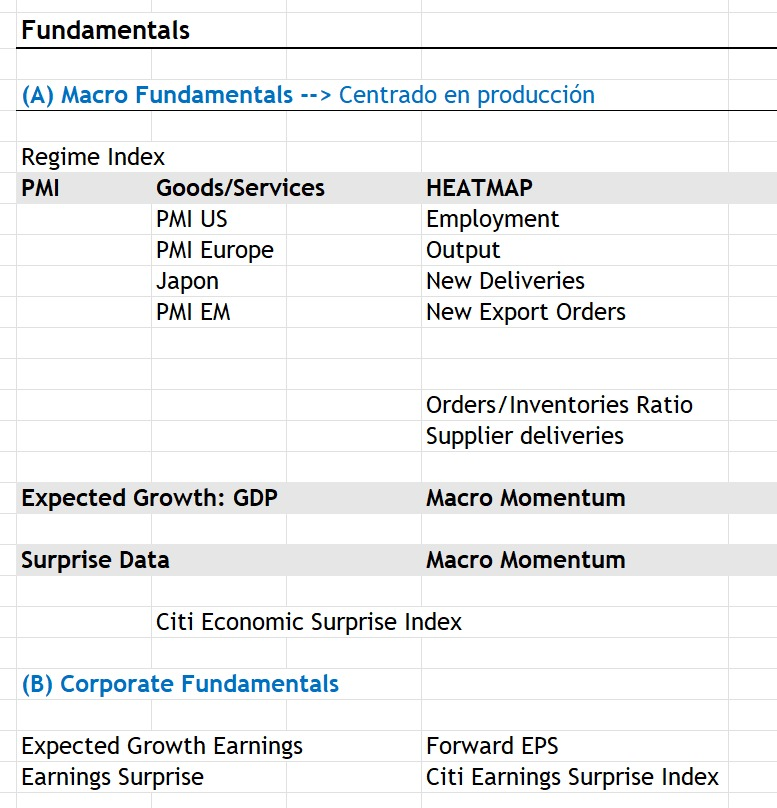 Fundamentals
(A) Macro Fundamentals --> Centrado en producción
Regime Index
PMI Goods/Services HEATMAP
PMI US Employment
PMI Europe Output
Japon New Deliveries
PMI EM New Export Orders
Orders/Inventories Ratio
Supplier deliveries
Expected Growth: GDP Macro Momentum
Surprise Data Macro Momentum
Citi Economic Surprise Index
(B) Corporate Fundamentals
Expected Growth Earnings Forward EPS
Earnings Surprise Citi Earnings Surprise Index